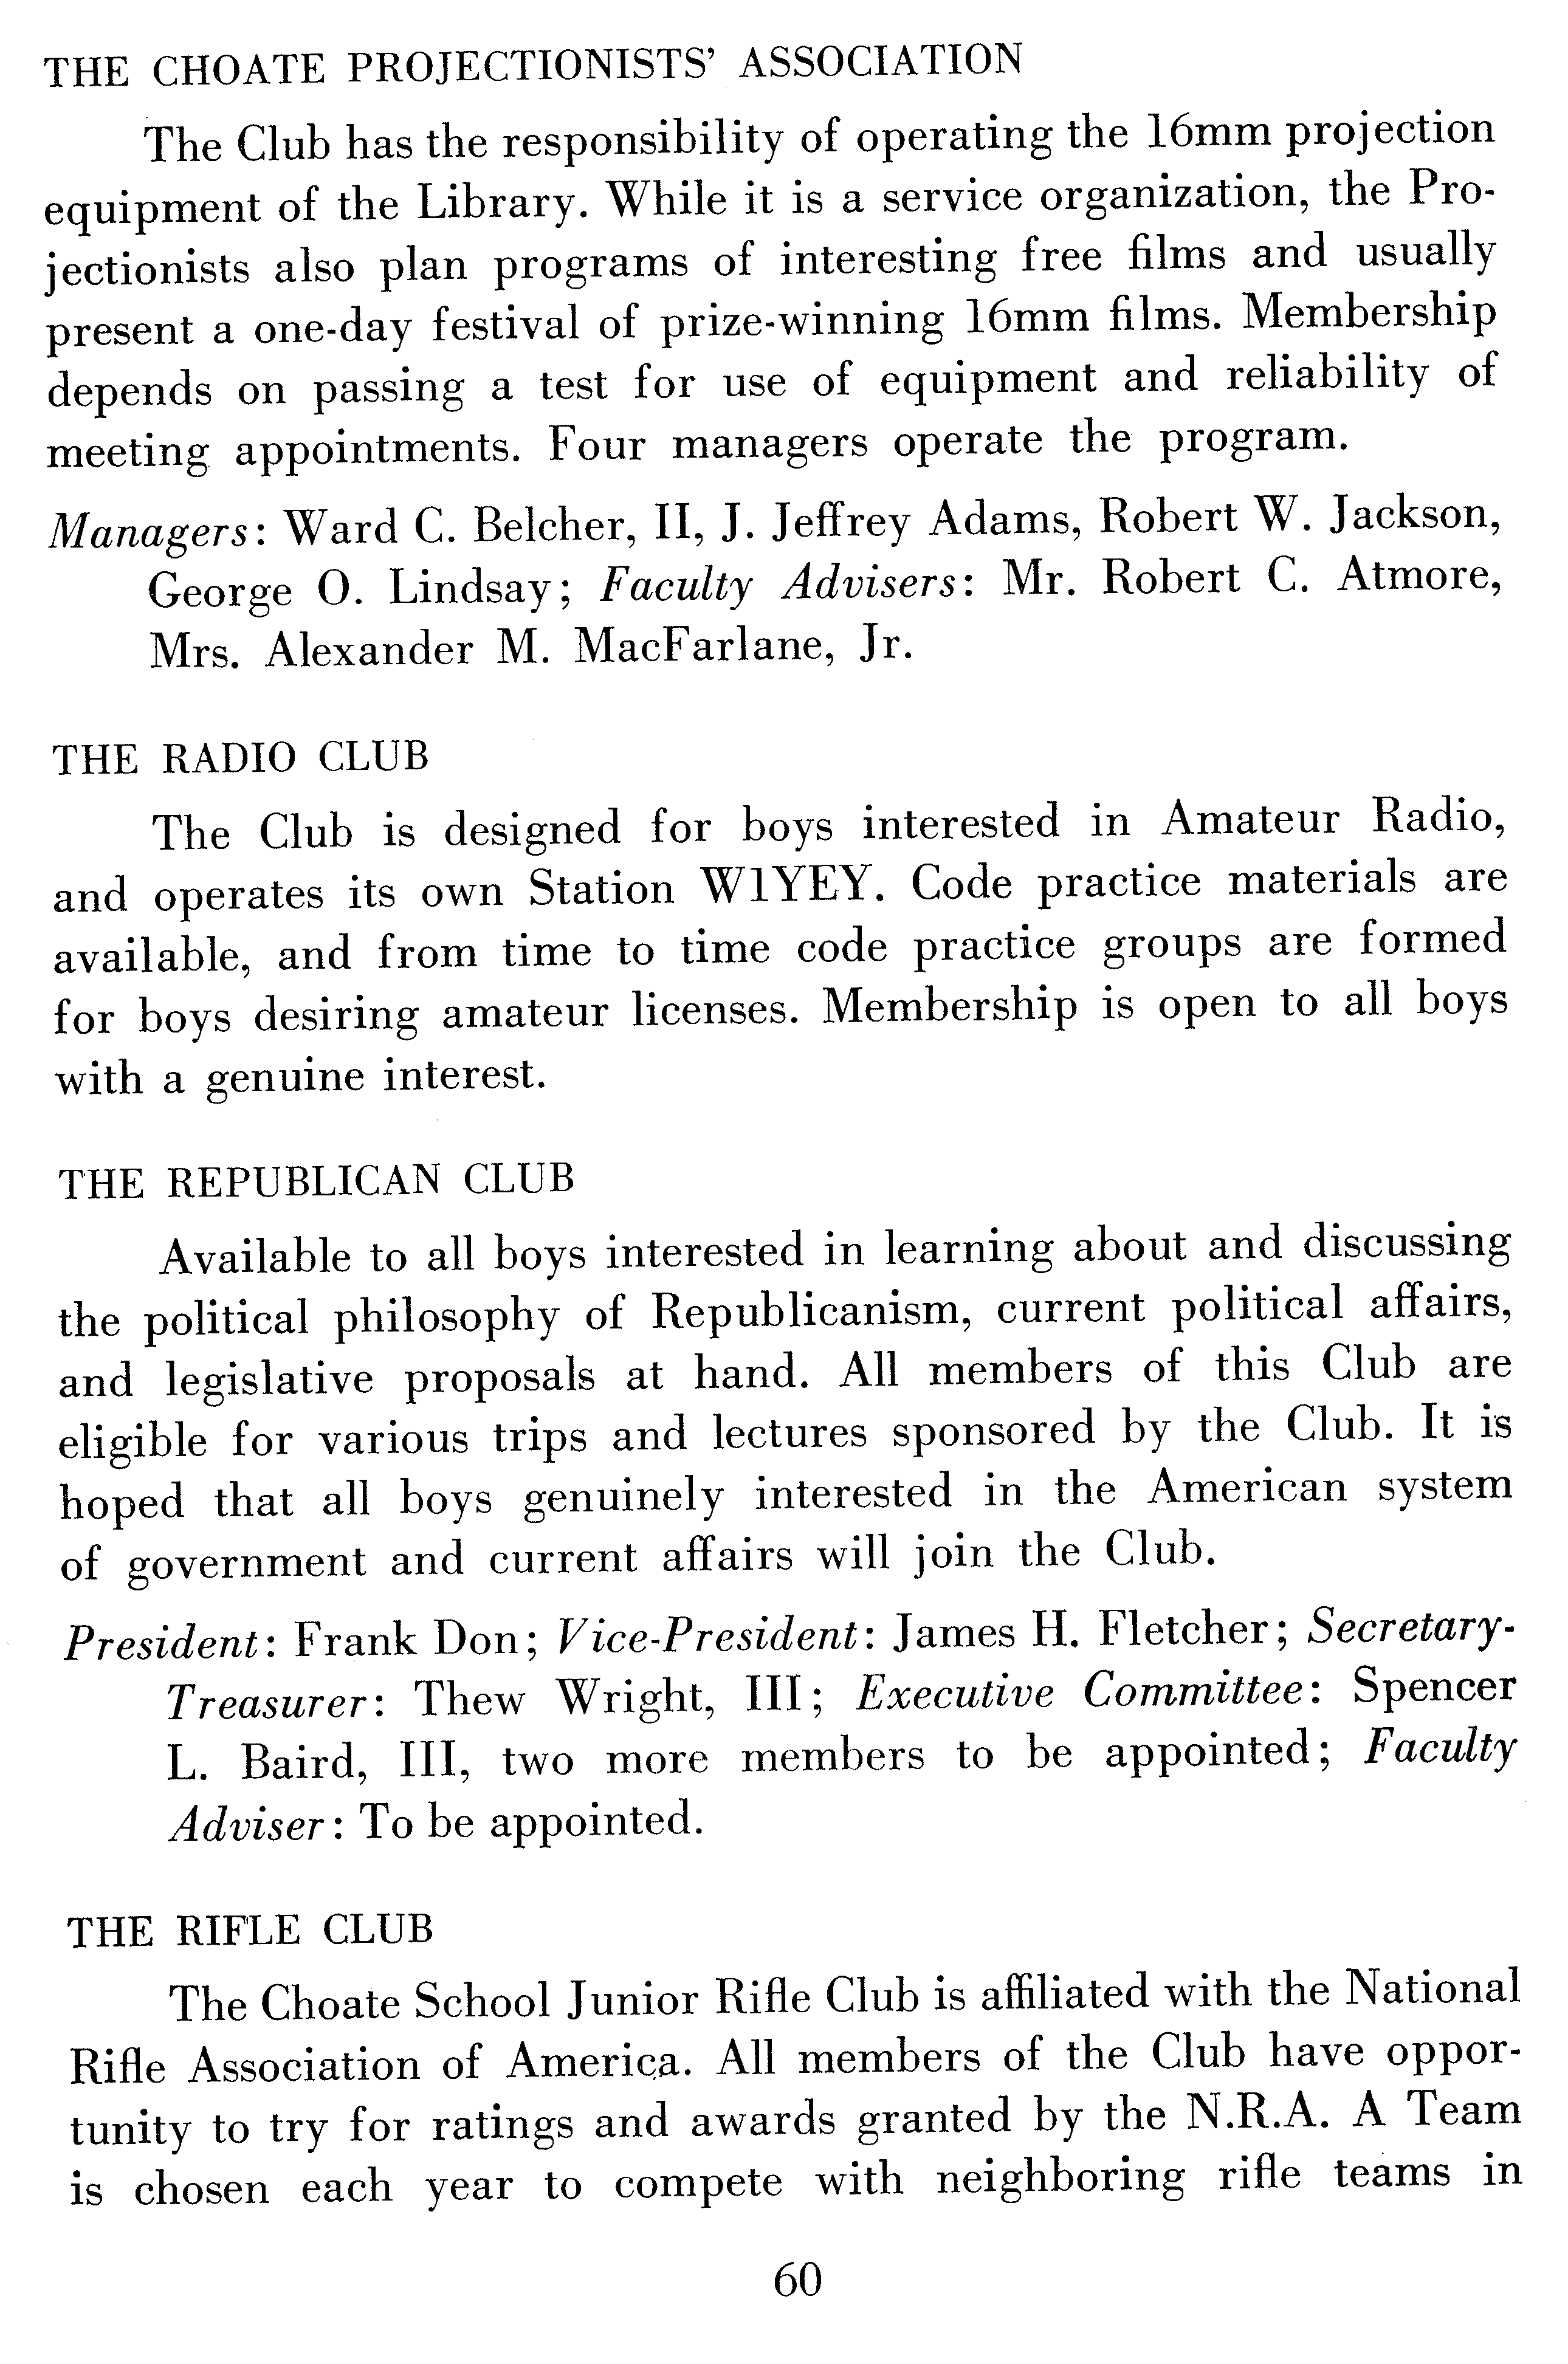 THE CHOATE PROJECTIONISTS' ASSOCIATION
The Club has the responsibility of operating the 16mm projection
equipment of the Library. While it is a service organization, the Pro-
jectionists also plan programs of interesting free films and usually
present a one-day festival of prize-winning 16mm films. Membership
depends on passing a test for use of equipment and reliability of
meeting appointments. Four managers operate the program.
Managers: Ward C. Belcher, II, J. Jeffrey Adams, Robert W. Jackson,
George O. Lindsay; Faculty Advisers: Mr. Robert C. Atmore,
Mrs. Alexander M. MacFarlane, Jr.
THE RADIO CLUB
The Club is designed for boys interested in Amateur Radio,
and operates its own Station W1YEY. Code practice materials are
available, and from time to time code practice groups are formed
for boys desiring amateur licenses. Membership is open to all boys
with a genuine interest.
THE REPUBLICAN CLUB
Available to all boys interested in learning about and discussing
the political philosophy of Republicanism, current political affairs,
and legislative proposals at hand. All members of this Club are
eligible for various trips and lectures sponsored by the Club. It is
hoped that all boys genuinely interested in the American system
of government and current affairs will join the Club.
President: Frank Don; Vice-President: James H. Fletcher; Secretary-
Treasurer: Thew Wright, III; Executive Committee: Spencer
L. Baird, III, two more members to be appointed; Faculty
Adviser: To be appointed.
THE RIFLE CLUB
The Choate School Junior Rifle Club is affiliated with the National
Rifle Association of America. All members of the Club have oppor-
tunity to try for ratings and awards granted by the N.R.A. A Team
is chosen each year to compete with neighboring rifle teams in
60